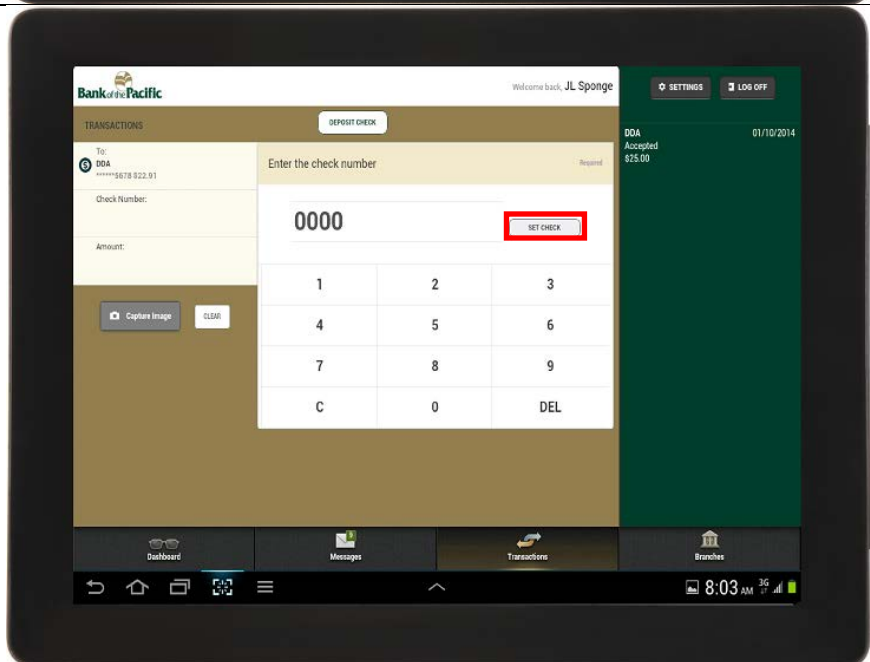 Bank of the Pacific
Welcome back, JL Sponge
SETTINGS
LOG OFF
TRANSACTIONS
DEPOSIT CHECK
DDA 01/10/2014
Accepted
$25.00
To:
DDA
******5678 $22.91
Check Number:
Amount:
Capture Image
CLEAR
Enter the check number
Required
0000
SET CHECK
1 2 3
4 5 6
7 8 9
C 0 DEL
Dashboard
Messages
Transactions
Branches
8:03 AM 3G